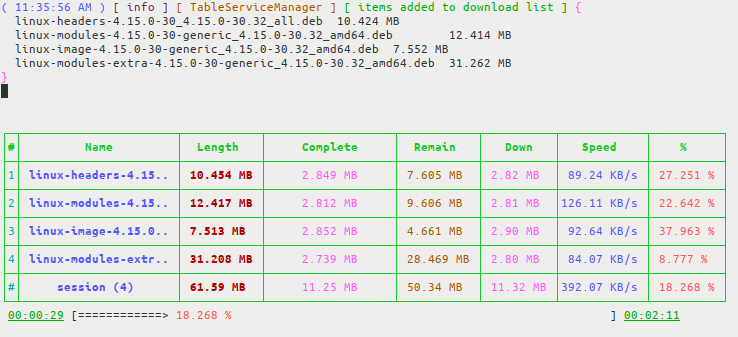 ( 11:35:56 AM ) [ info ] [ TableServiceManager ] [ items added to download list ] {
linux-headers-4.15.0-30_4.15.0-30.32_all.deb 10.424 MB
linux-modules-4.15.0-30-generic_4.15.0-30.32_amd64.deb 12.414 MB
linux-image-4.15.0-30-generic_4.15.0-30.32_amd64.deb 7.552 MB
linux-modules-extra-4.15.0-30-generic_4.15.0-30.32_amd64.deb 31.262 MB
}
# Name Length Complete Remain Down Speed %
1 linux-headers-4.15.. 10.454 MB 2.849 MB 7.605 MB 2.82 MB 89.24 KB/s 27.251 %
2 linux-modules-4.15.. 12.417 MB 2.812 MB 9.606 MB 2.81 MB 126.11 KB/s 22.642 %
3 linux-image-4.15.0.. 7.513 MB 2.852 MB 4.661 MB 2.90 MB 92.64 KB/s 37.963 %
4 linux-modules-extr.. 31.208 MB 2.739 MB 28.469 MB 2.80 MB 84.07 KB/s 8.777 %
# session (4) 61.59 MB 11.25 MB 50.34 MB 11.32 MB 392.07 KB/s 18.268 %
00:00:29 [============> 18.268 % ] 00:02:11